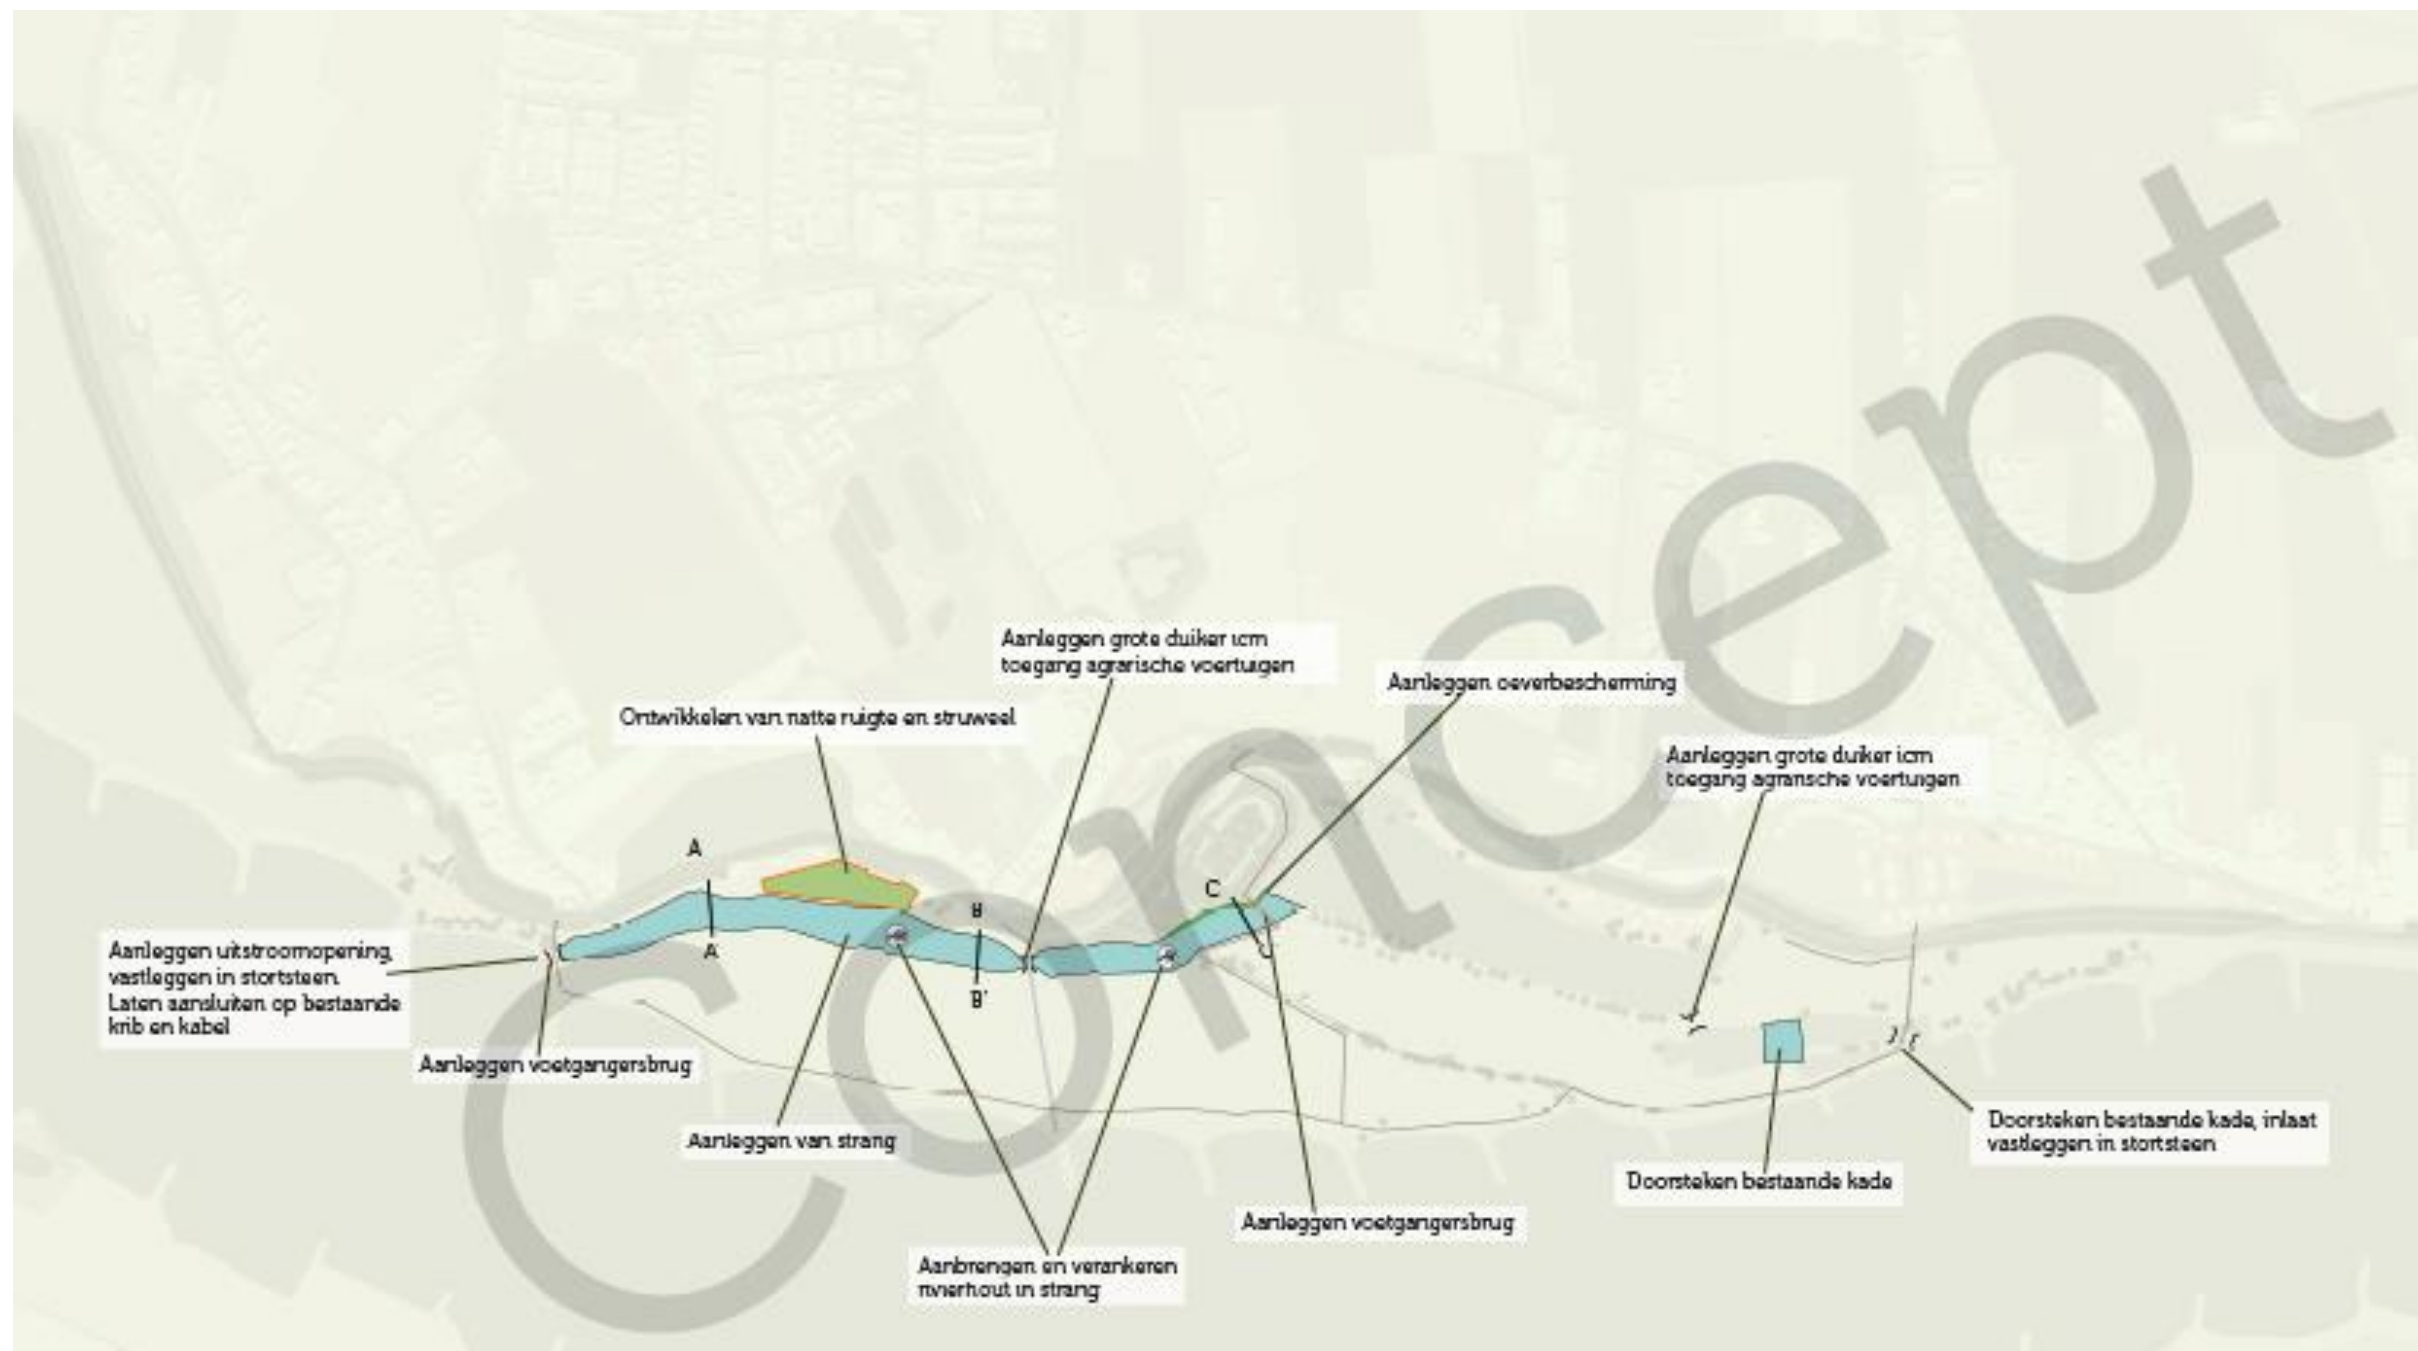 Concept
Aanleggen grote duiker icm
toegang agrarische voertuigen
Aanleggen oeverbescherming
Ontwikkelen van natte ruigte en struweel
Aanleggen grote duiker icm
toegang agrarische voertuigen
A
C
B
A'
B'
Aanleggen uitstroomopening,
vastleggen in stortsteen.
Laten aansluiten op bestaande
krib en kabel
Aanleggen voetgangersbrug
Aanleggen van strang
Doorsteken bestaande kade, inlaat
vastleggen in stortsteen
Doorsteken bestaande kade
Aanleggen voetgangersbrug
Aanbrengen en verankeren
rivierhout in strang